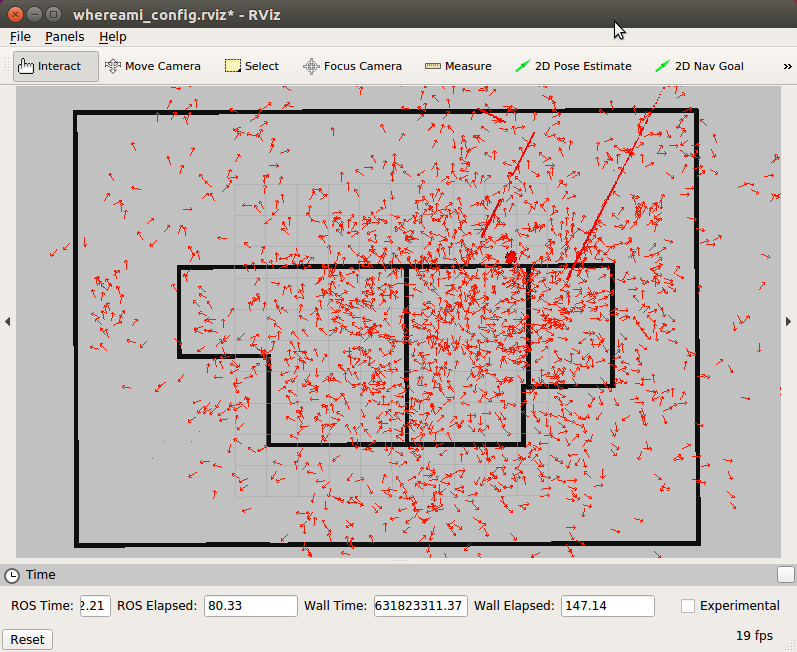 whereami_config.rviz* - RViz
File Panels Help
Interact Move Camera Select Focus Camera Measure 2D Pose Estimate 2D Nav Goal »
Time
ROS Time: 2.21 ROS Elapsed: 80.33 Wall Time: 631823311.37 Wall Elapsed: 147.14 Experimental
Reset 19 fps